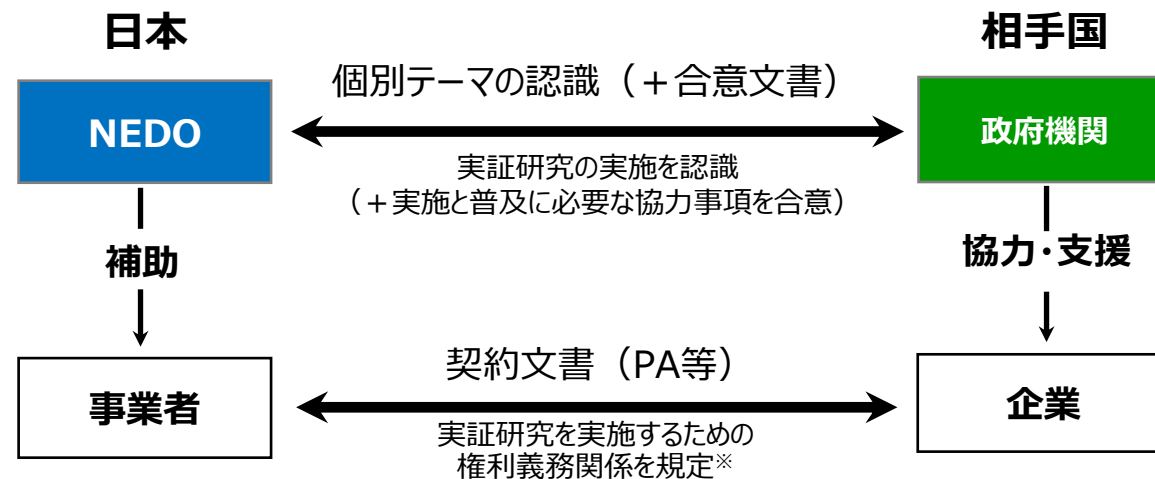 日本
相手国
個別テーマの認識（＋合意文書）
NEDO
政府機関
実証研究の実施を認識
（＋実施と普及に必要な協力事項を合意）
補助
協力・支援
契約文書（PA等）
事業者
企業
実証研究を実施するための
権利義務関係を規定※